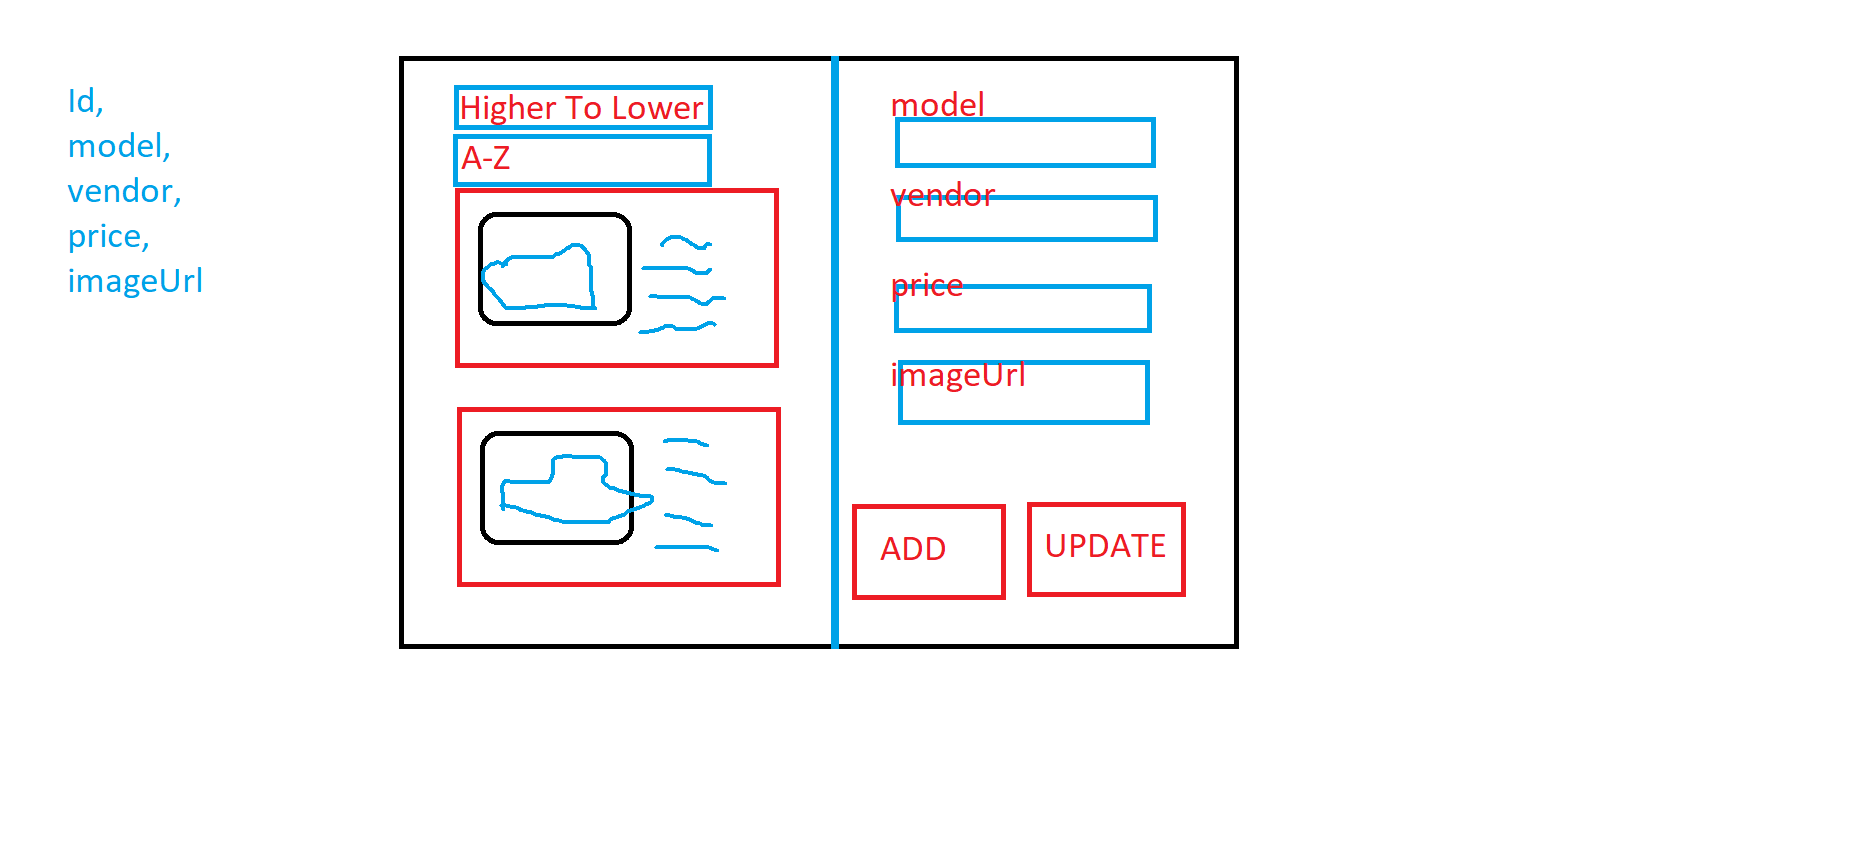 Id,
model,
vendor,
price,
imageUrl
Higher To Lower
A-Z
model
vendor
price
imageUrl
ADD
UPDATE